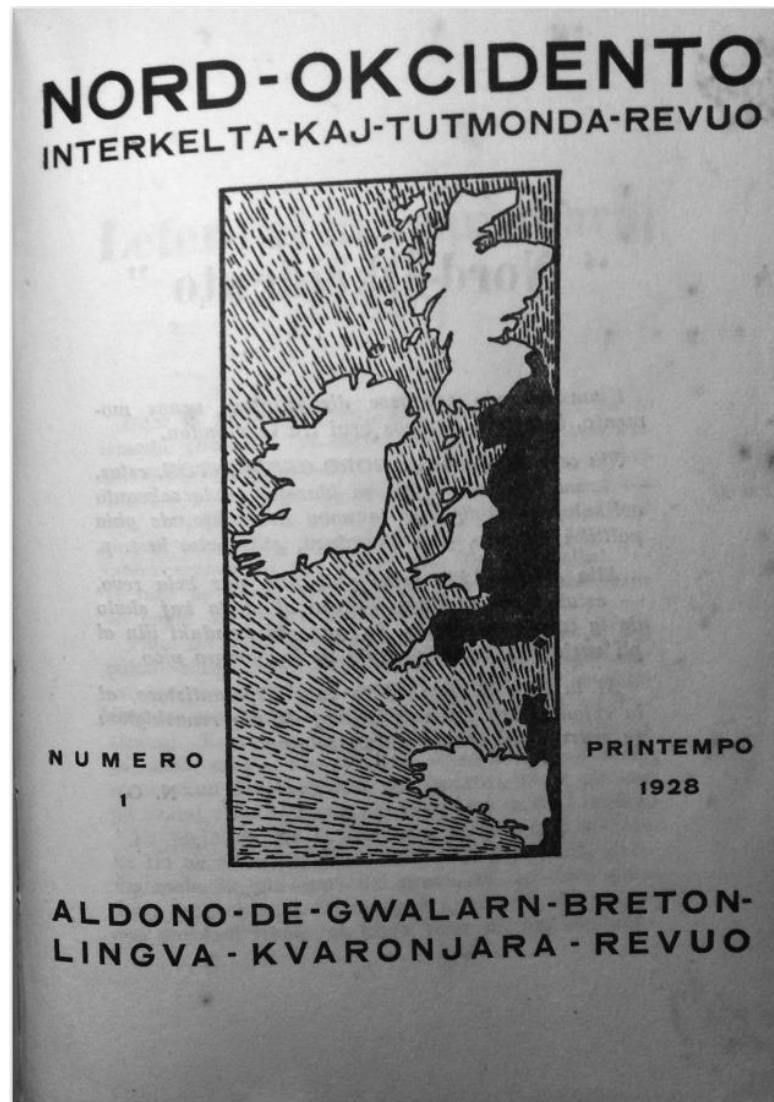 NORD-OKCIDENTO
INTERKELTA-KAJ-TUTMONDA-REVUO
NUMERO
1
PRINTEMPO
1928
ALDONO-DE-GWALARN-BRETON-
LINGVA-KVARONJARA-REVUO